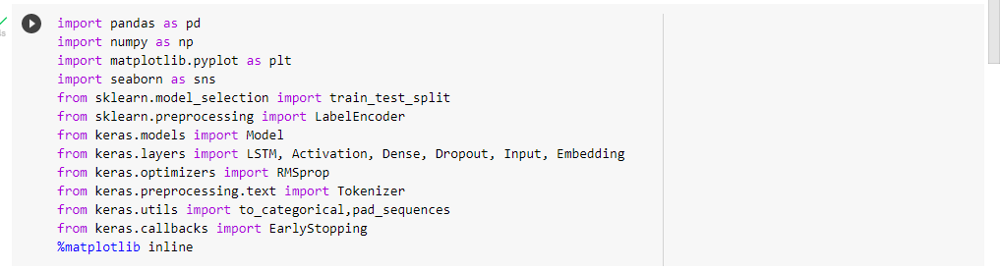 import pandas as pd
import numpy as np
import matplotlib.pyplot as plt
import seaborn as sns
from sklearn.model_selection import train_test_split
from sklearn.preprocessing import LabelEncoder
from keras.models import Model
from keras.layers import LSTM, Activation, Dense, Dropout, Input, Embedding
from keras.optimizers import RMSprop
from keras.preprocessing.text import Tokenizer
from keras.utils import to_categorical,pad_sequences
from keras.callbacks import EarlyStopping
%matplotlib inline